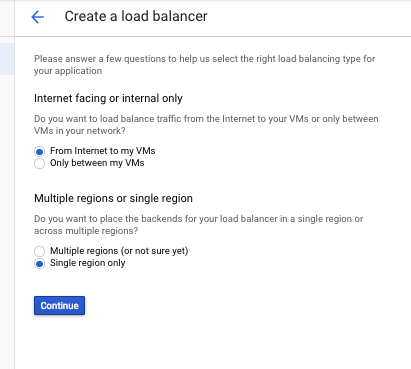 Create a load balancer
Please answer a few questions to help us select the right load balancing type for
your application
Internet facing or internal only
Do you want to load balance traffic from the Internet to your VMs or only between
VMs in your network?
From Internet to my VMs
Only between my VMs
Multiple regions or single region
Do you want to place the backends for your load balancer in a single region or
across multiple regions?
Multiple regions (or not sure yet)
Single region only
Continue